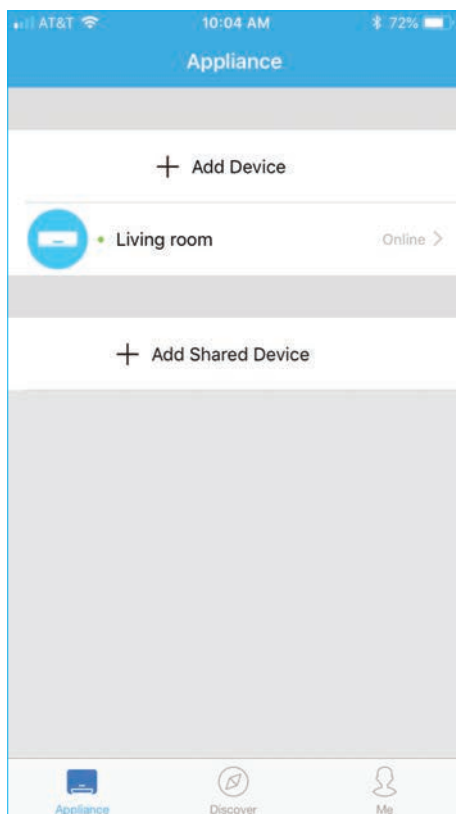 AT&T 10:04 AM 72%
Appliance
+ Add Device
Living room Online >
+ Add Shared Device
Appliance Discover Me